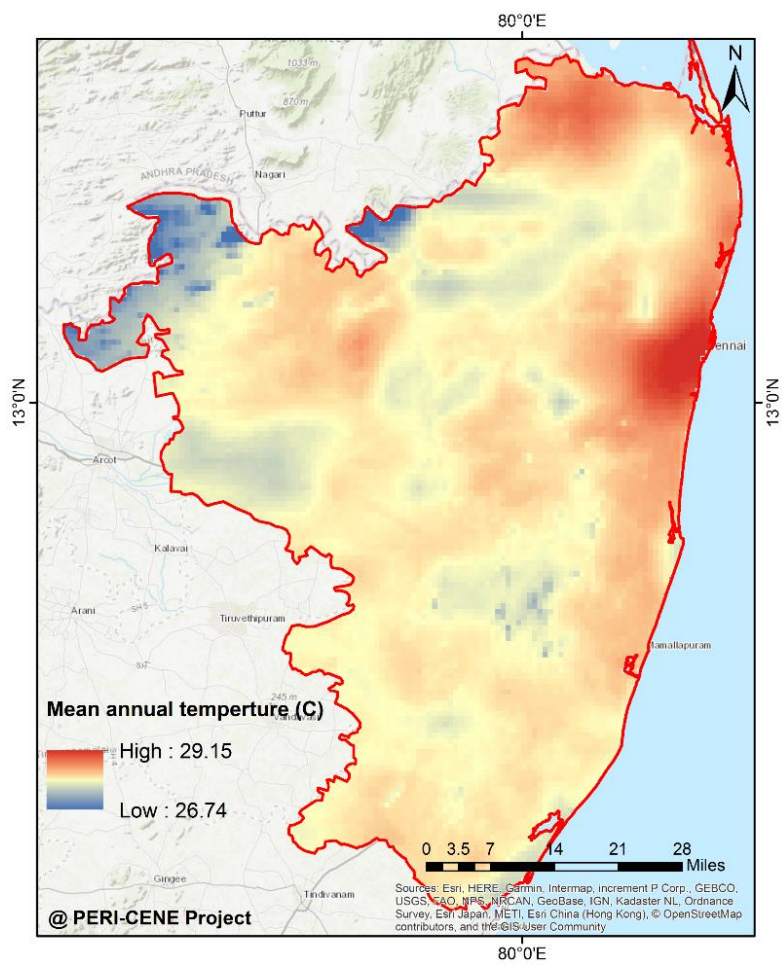 80°0'E
N
1033 m
Puttur
870 m
ANDHRA PRADESH
Nagari
ennai
13°0'N
13°0'N
Arcot
Kalavai
Arani
SH 5
Tiruvethipuram
Mamallapuram
245 m
Mean annual temperture (C)
High : 29.15
Low : 26.74
0 3.5 7 14 21 28
Miles
Gingee
Tindivanam
Sources: Esri, HERE, Garmin, Intermap, increment P Corp., GEBCO,
USGS, FAO, NPS, NRCAN, GeoBase, IGN, Kadaster NL, Ordnance
Survey, Esri Japan, METI, Esri China (Hong Kong), © OpenStreetMap
contributors, and the GIS User Community
@ PERI-CENE Project
80°0'E